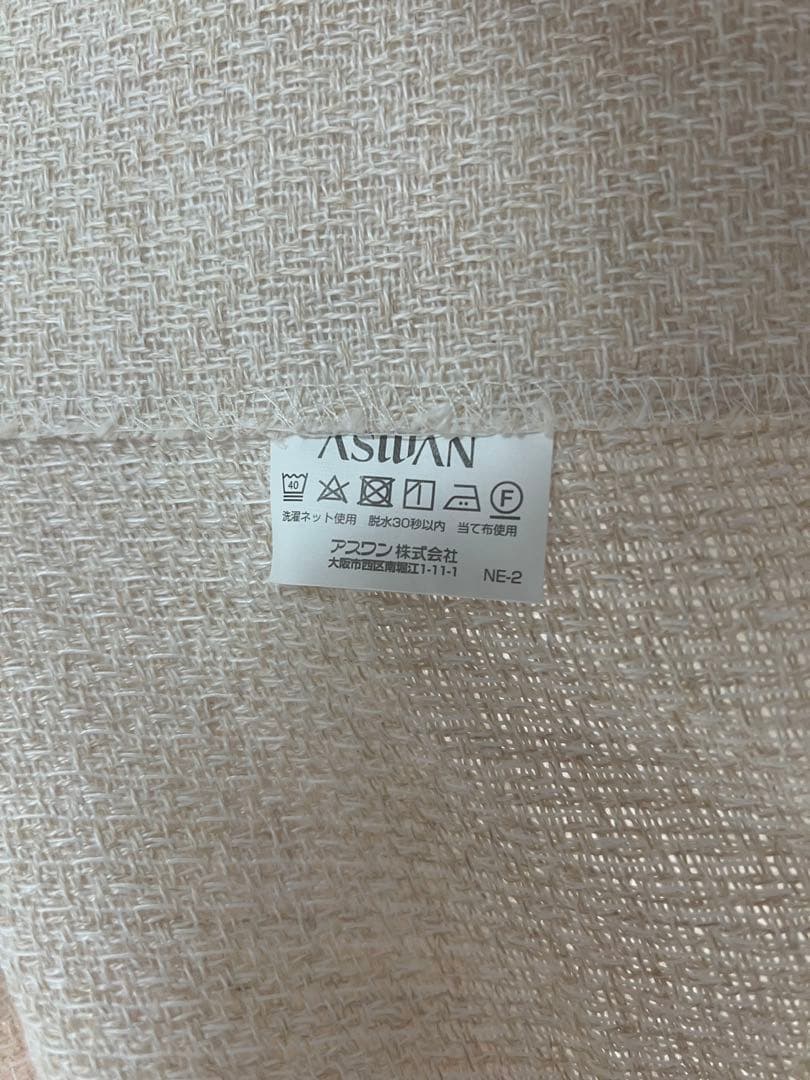 ASWAN
40 F
洗濯ネット使用 脱水30秒以内 当て布使用
アスワン株式会社
大阪市西区南堀江1-11-1 NE-2